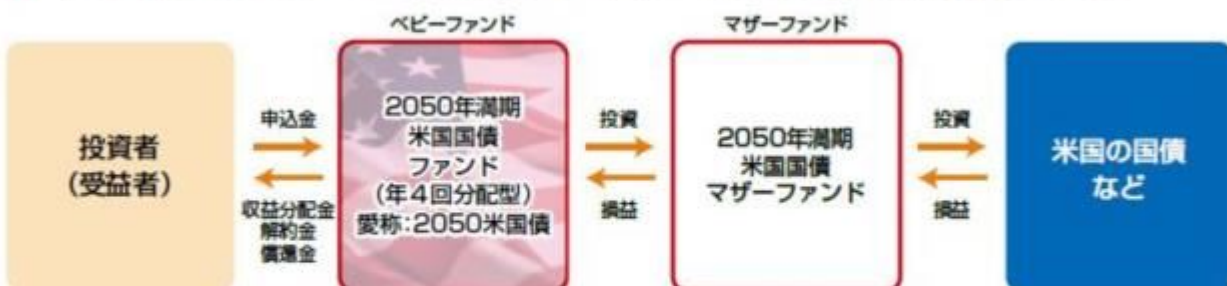 ベビーファンド
マザーファンド
投資者
（受益者）
申込金
収益分配金
解約金
償還金
2050年満期
米国国債
ファンド
（年4回分配型）
愛称：2050米国債
投資
損益
2050年満期
米国国債
マザーファンド
投資
損益
米国の国債
など